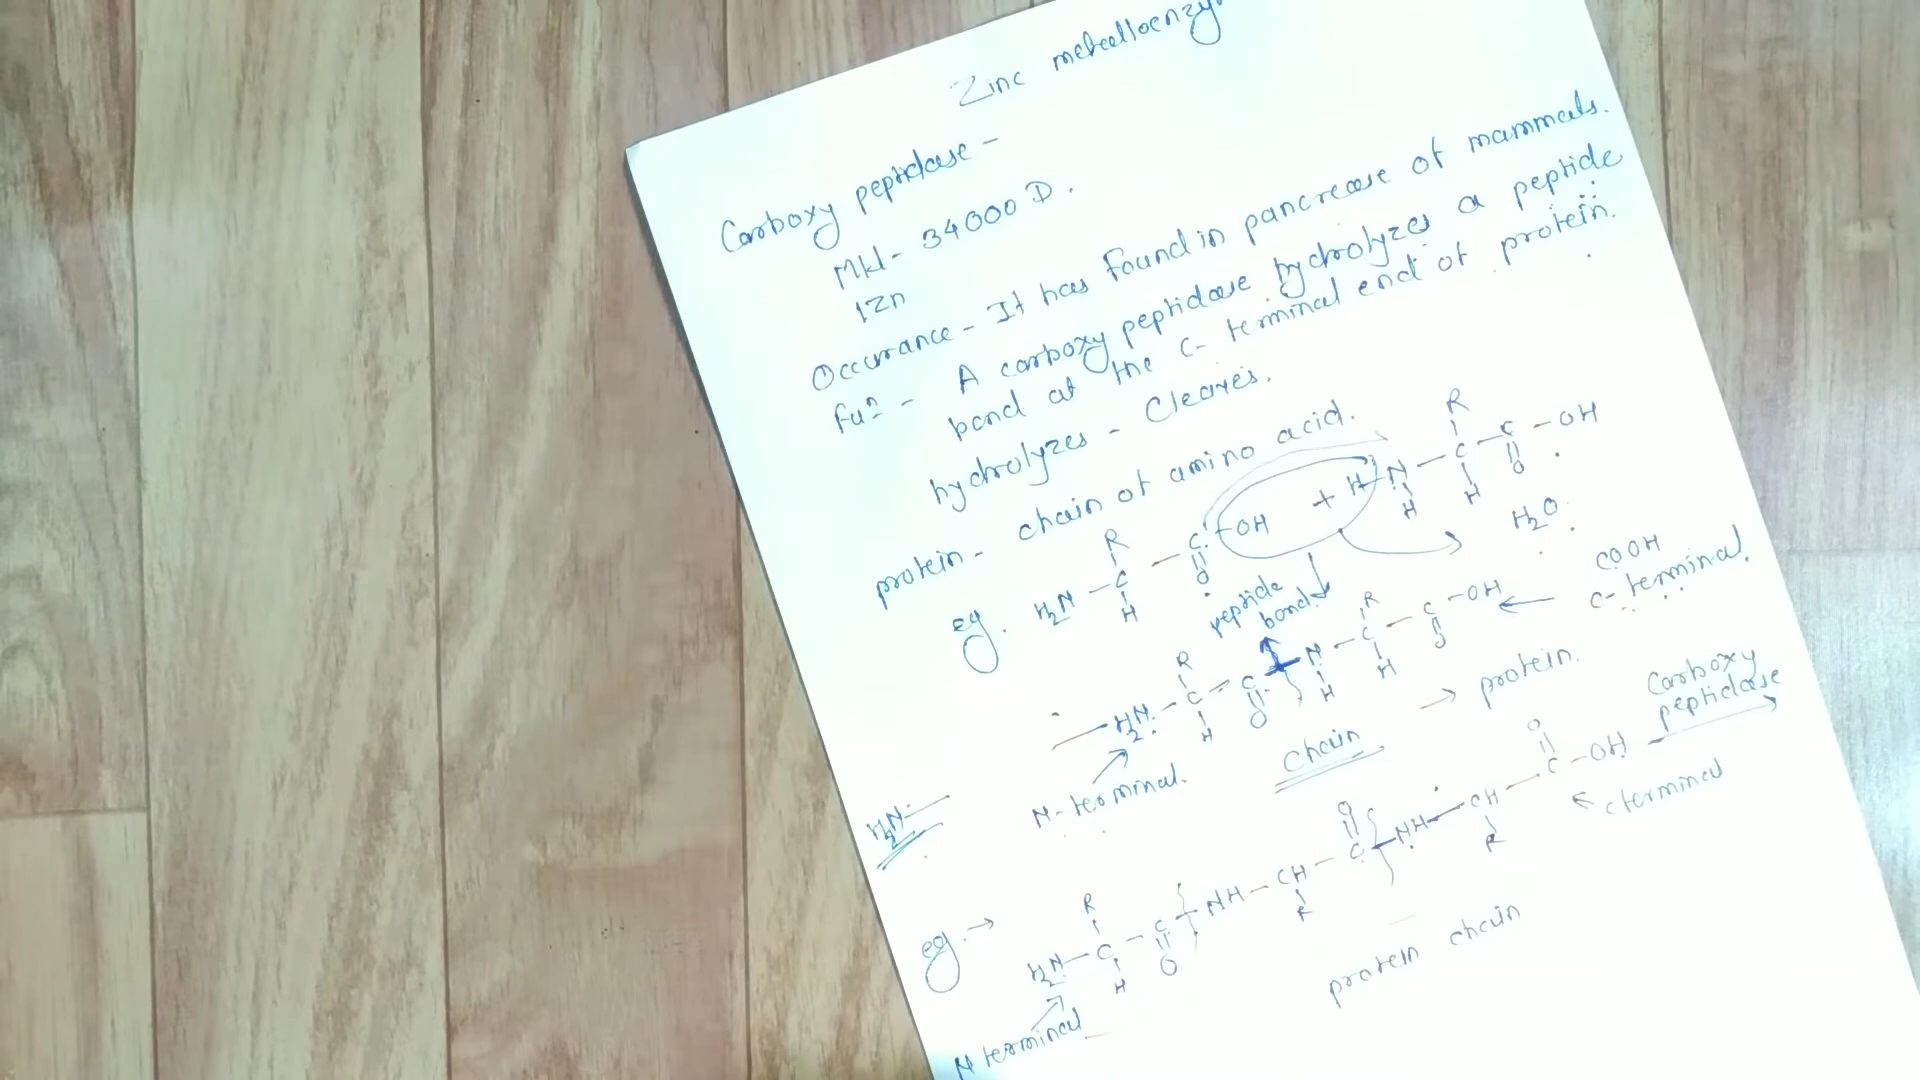 Zinc metalloenzy
Carboxy peptidase -
MW - 34000 D.
1Zn
Occurance - It has found in pancrease of mammals.
Fuⁿ - A carboxy peptidase hydrolyzes a peptide
bond at the C- terminal end of protein.
hydrolyzes - Cleaves.
protein - chain of amino acid.
eg. H2N - C - C - OH + H - N - C - C - OH
R H O H R H O
H2O
peptide
bond
COOH
C- terminal.
H2N - C - C - N - C - C - OH
R H O H R H O
N- terminal.
chain → protein.
H2N
Carboxy
peptidase
eg. → H2N - C - C - NH - CH - C - NH - CH - C - OH
R H O R O R O
N terminal
cterminal
protein chain